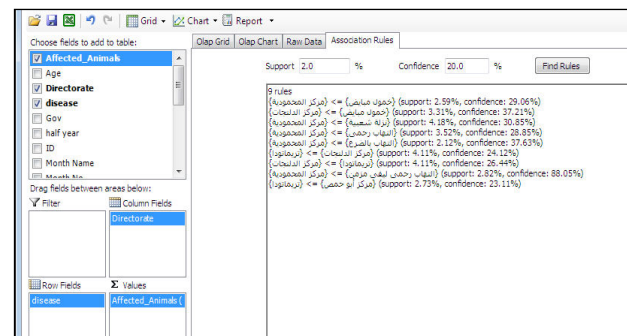 Grid Chart Report
Choose fields to add to table:
Affected_Animals
Age
Directorate
disease
Gov
half year
ID
Month Name
Month No
Drag fields between areas below:
Filter
Column Fields
Directorate
Row Fields
Σ Values
disease
Affected_Animals (
Olap Grid Olap Chart Raw Data Association Rules
Support 2.0 % Confidence 20.0 % Find Rules
9 rules
{خمول مبايض} => {مركز المحمودية} (support: 2.59%, confidence: 29.06%)
{خمول مبايض} => {مركز الدلنجات} (support: 3.31%, confidence: 37.21%)
{نزلة شعبية} => {مركز المحمودية} (support: 4.18%, confidence: 30.85%)
{التهاب رحمى} => {مركز المحمودية} (support: 3.52%, confidence: 28.85%)
{التهاب بالضرع} => {مركز المحمودية} (support: 2.12%, confidence: 37.63%)
{مركز الدلنجات} => {تريماتودا} (support: 4.11%, confidence: 24.12%)
{تريماتودا} => {مركز الدلنجات} (support: 4.11%, confidence: 26.44%)
{التهاب رحمى ليفى مزمن} => {مركز المحمودية} (support: 2.82%, confidence: 88.05%)
{مركز أبو حمص} => {تريماتودا} (support: 2.73%, confidence: 23.11%)